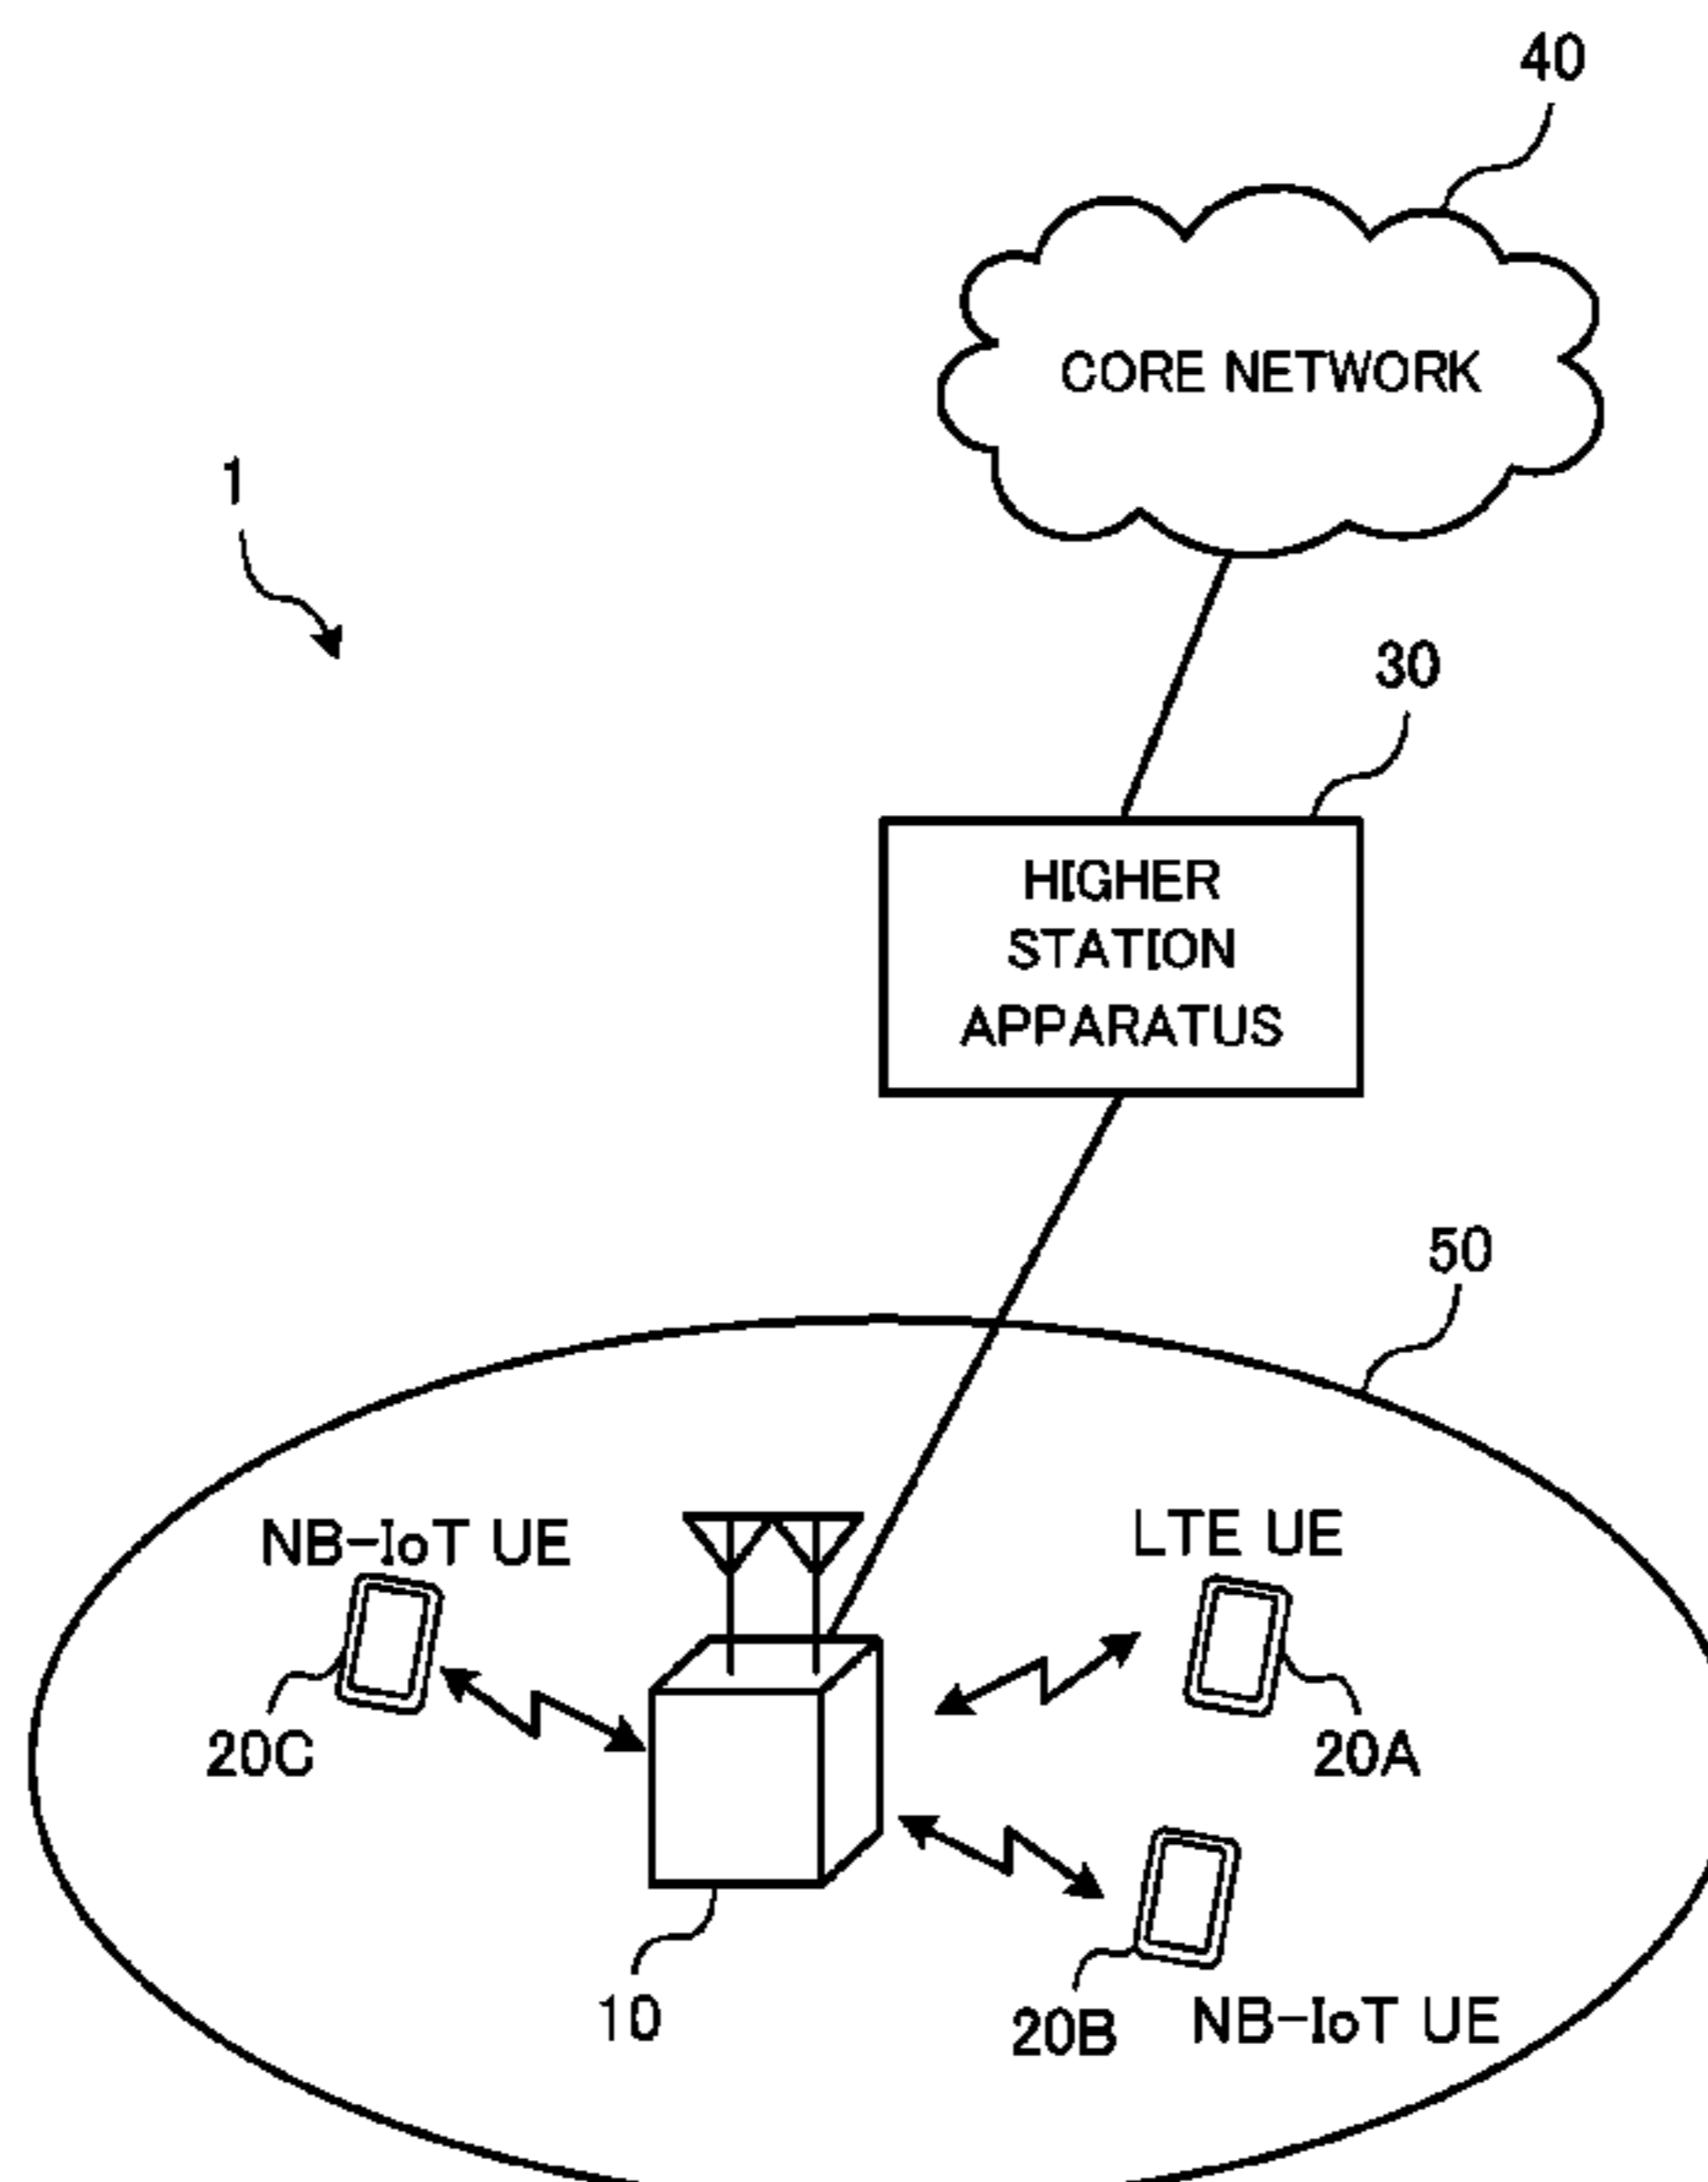 40
CORE NETWORK
1
30
HIGHER
STATION
APPARATUS
50
NB-IoT UE
LTE UE
20C
20A
10
20B
NB-IoT UE